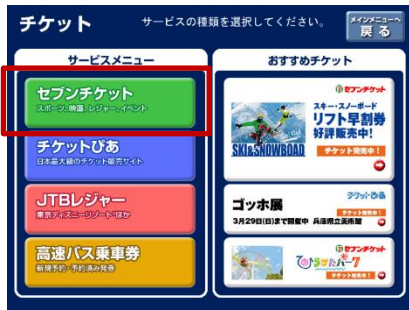 チケット
サービスの種類を選択してください。
メインメニューへ
戻る
サービスメニュー
セブンチケット
スポーツ、映画、レジャー、イベント
チケットぴあ
日本最大級のチケット販売サイト
JTBレジャー
東京ディズニーリゾート®ほか
高速バス乗車券
新規予約・予約済み発券
おすすめチケット
セブンチケット
スキー・スノーボード
リフト早割券
好評販売中!
SKI&SNOWBOAD
チケット発売中!
チケットぴあ
ゴッホ展
チケット発売中!
3月29日(日)まで開催中 兵庫県立美術館
セブンチケット
ひらかたパーク
チケット発売中!